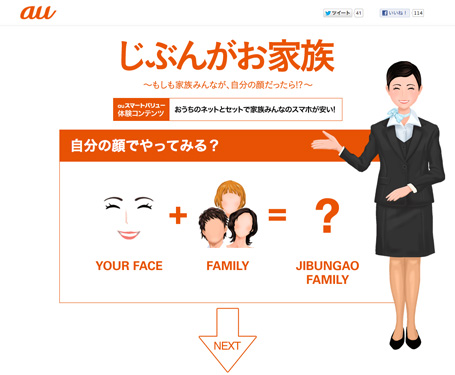 au
ツイート 41
いいね! 114
じぶんがお家族
〜もしも家族みんなが、自分の顔だったら!?〜
auスマートバリュー
体験コンテンツ
おうちのネットとセットで家族みんなのスマホが安い!
自分の顔でやってみる?
+ = ?
YOUR FACE
FAMILY
JIBUNGAO
FAMILY
NEXT